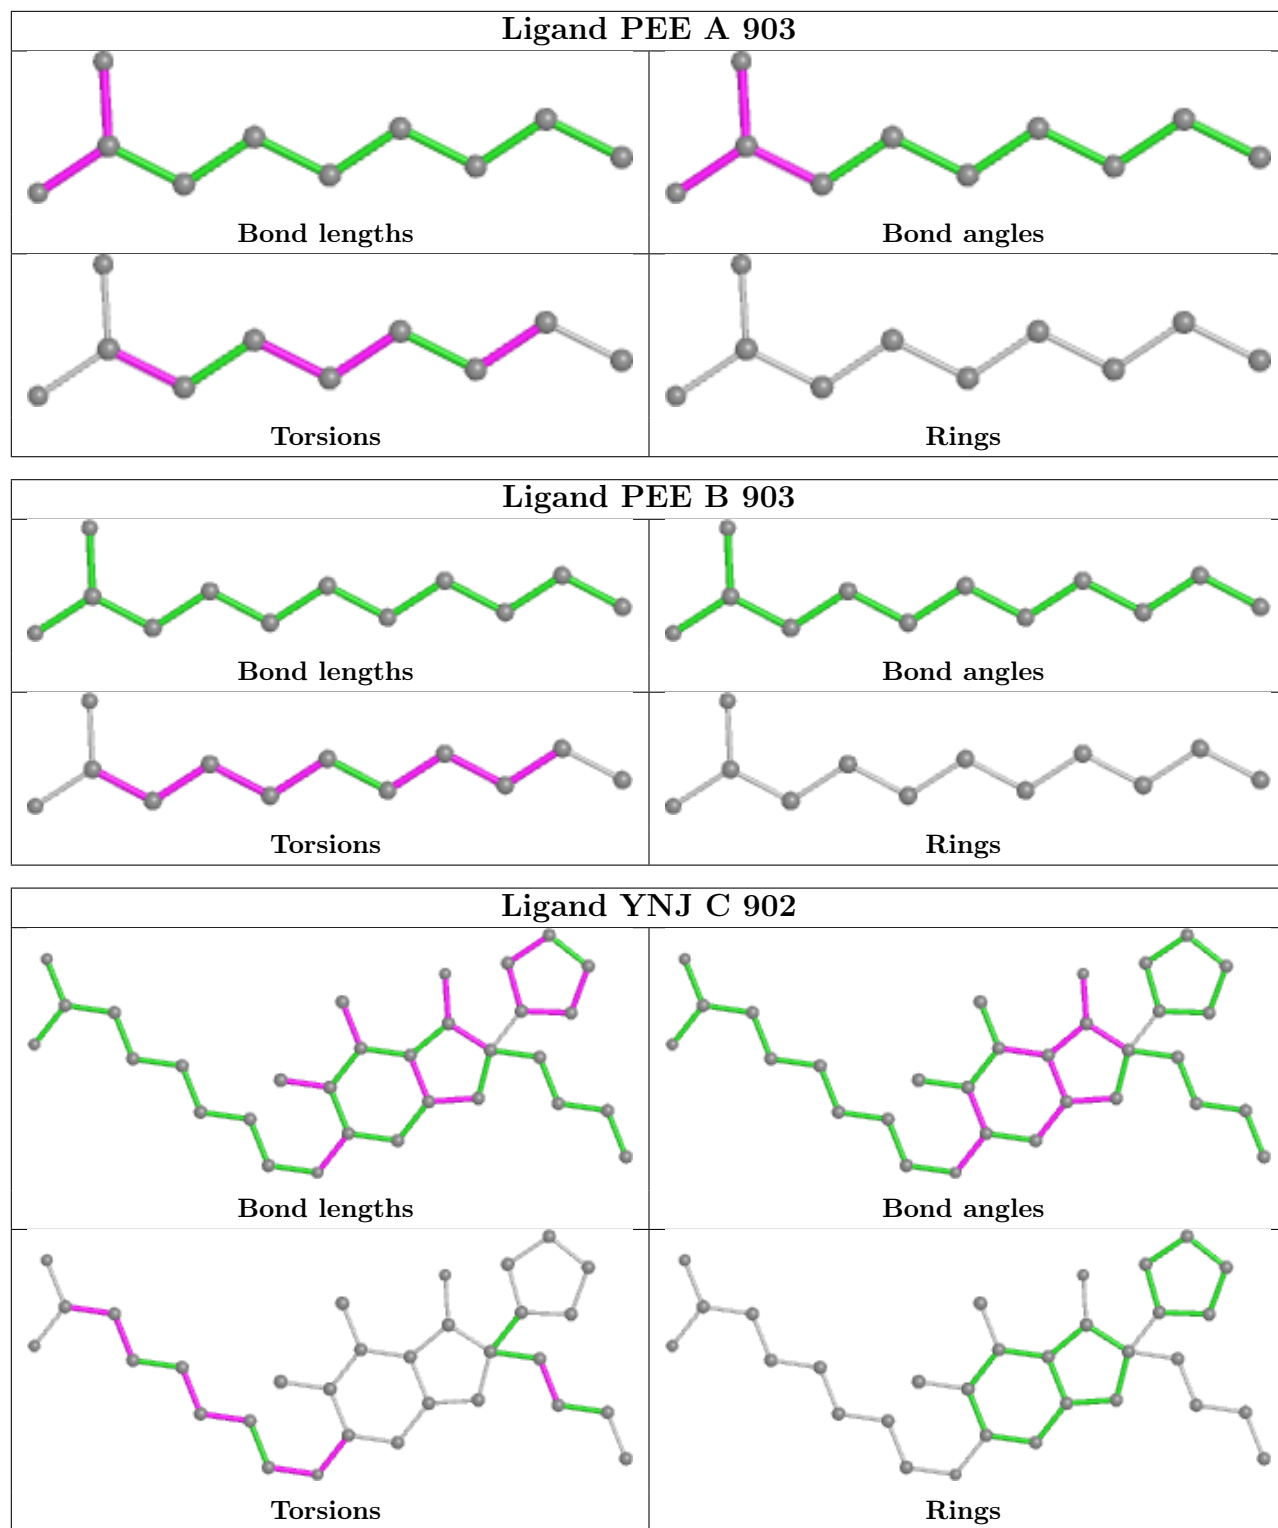 Ligand PEE A 903
Bond lengths
Bond angles
Torsions
Rings
Ligand PEE B 903
Bond lengths
Bond angles
Torsions
Rings
Ligand YNJ C 902
Bond lengths
Bond angles
Torsions
Rings